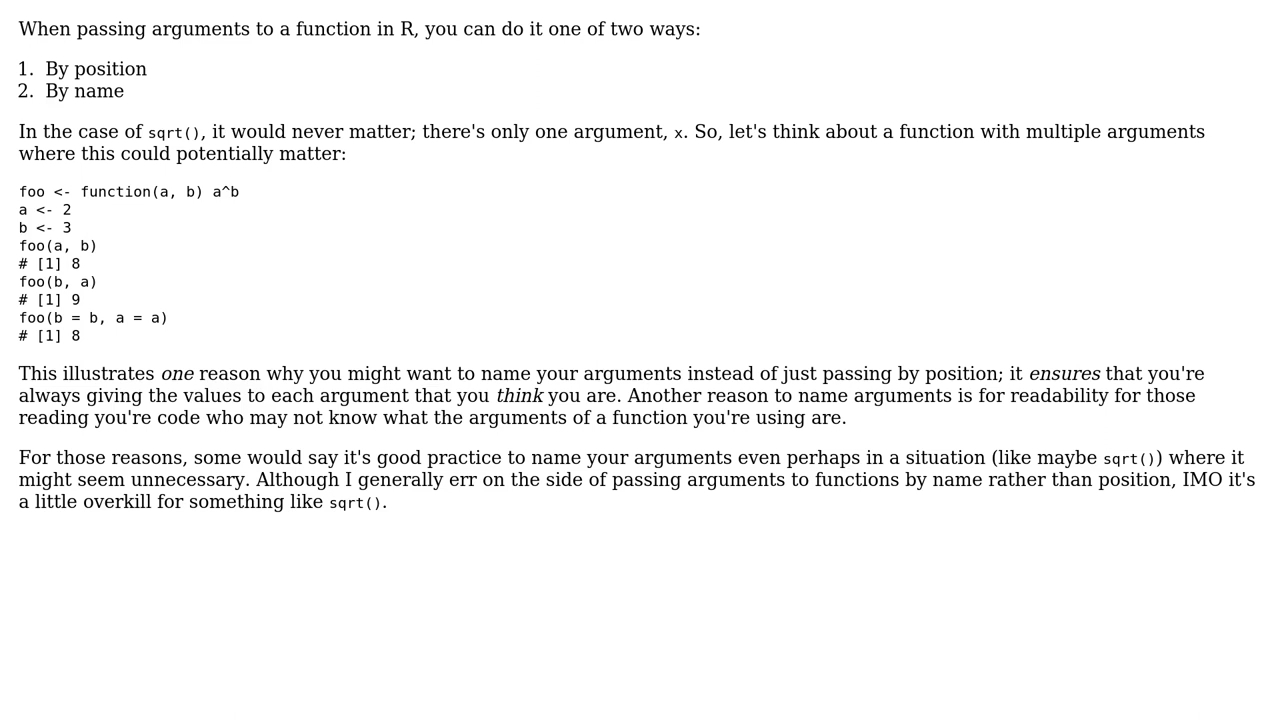 When passing arguments to a function in R, you can do it one of two ways:
1. By position
2. By name
In the case of sqrt(), it would never matter; there's only one argument, x. So, let's think about a function with multiple arguments
where this could potentially matter:
foo <- function(a, b) a^b
a <- 2
b <- 3
foo(a, b)
# [1] 8
foo(b, a)
# [1] 9
foo(b = b, a = a)
# [1] 8
This illustrates one reason why you might want to name your arguments instead of just passing by position; it ensures that you're
always giving the values to each argument that you think you are. Another reason to name arguments is for readability for those
reading you're code who may not know what the arguments of a function you're using are.
For those reasons, some would say it's good practice to name your arguments even perhaps in a situation (like maybe sqrt()) where it
might seem unnecessary. Although I generally err on the side of passing arguments to functions by name rather than position, IMO it's
a little overkill for something like sqrt().